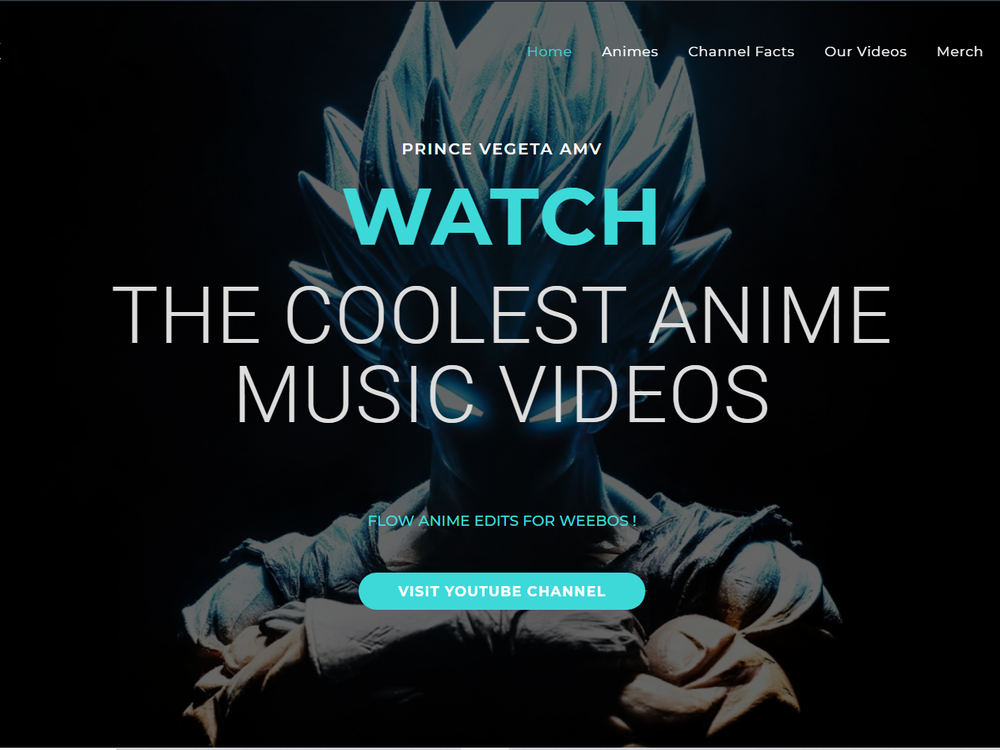 Home Animes Channel Facts Our Videos Merch
PRINCE VEGETA AMV
WATCH
THE COOLEST ANIME
MUSIC VIDEOS
FLOW ANIME EDITS FOR WEEBOS !
VISIT YOUTUBE CHANNEL